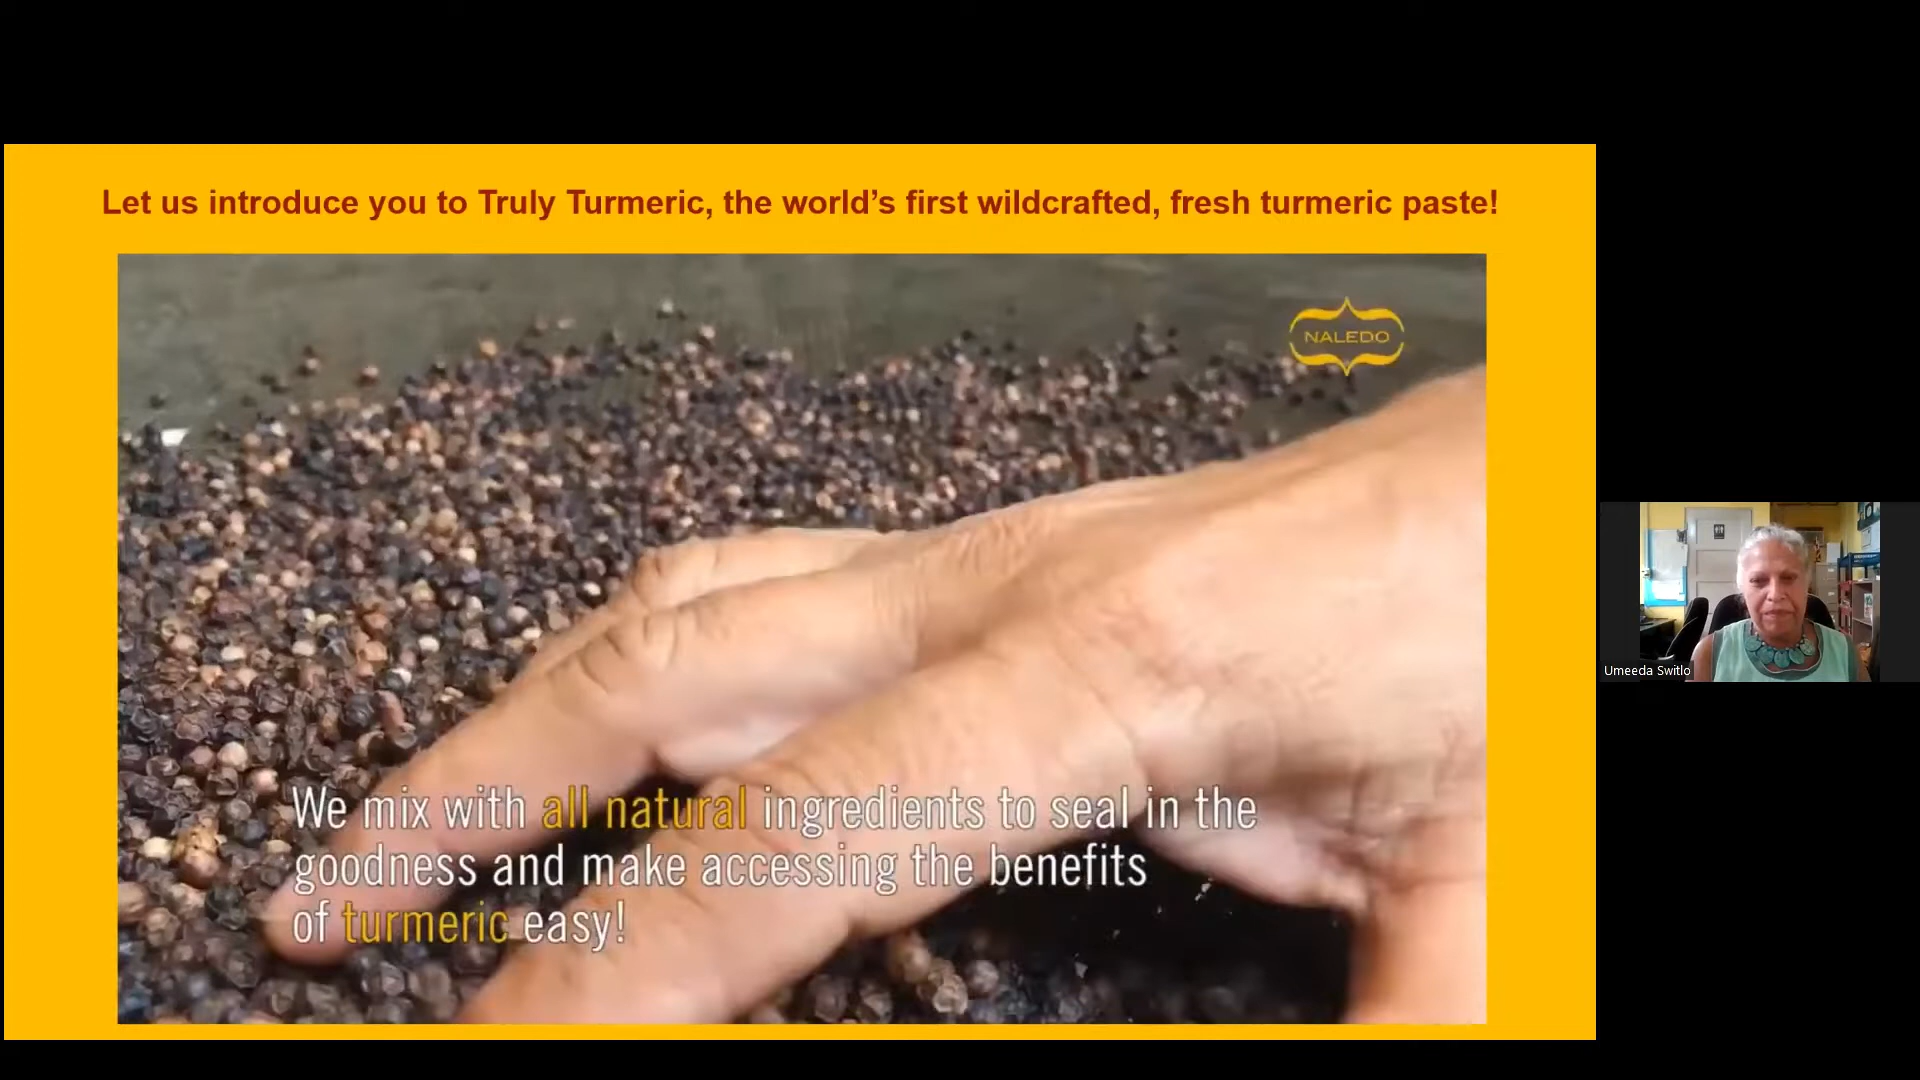 Let us introduce you to Truly Turmeric, the world’s first wildcrafted, fresh turmeric paste!
NALEDO
We mix with all natural ingredients to seal in the
goodness and make accessing the benefits
of turmeric easy!
Umeeda Switlo